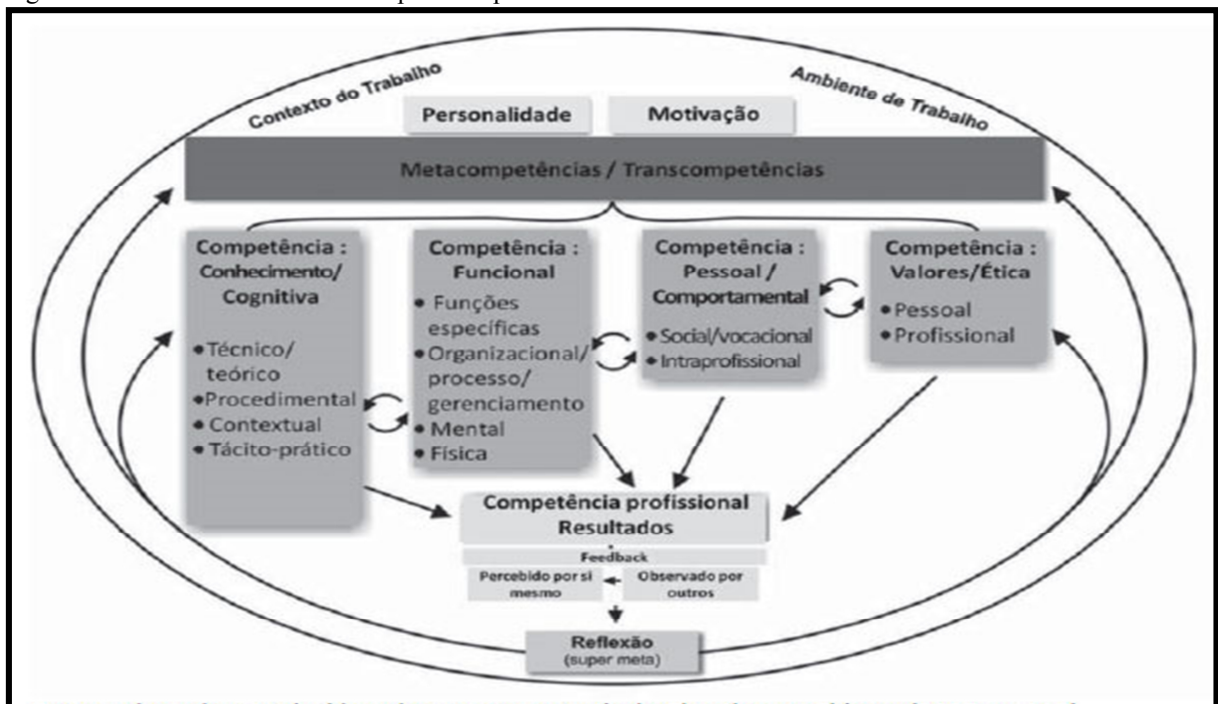 Contexto do Trabalho
Ambiente de Trabalho
Personalidade
Motivação
Metacompetências / Transcompetências
Competência :
Conhecimento/
Cognitiva
• Técnico/
teórico
• Procedimental
• Contextual
• Tácito-prático
Competência :
Funcional
• Funções
específicas
• Organizacional/
processo/
gerenciamento
• Mental
• Física
Competência :
Pessoal /
Comportamental
• Social/vocacional
• Intraprofissional
Competência :
Valores/Ética
• Pessoal
• Profissional
Competência profissional
Resultados
Feedback
Percebido por si
mesmo
Observado por
outros
Reflexão
(super meta)